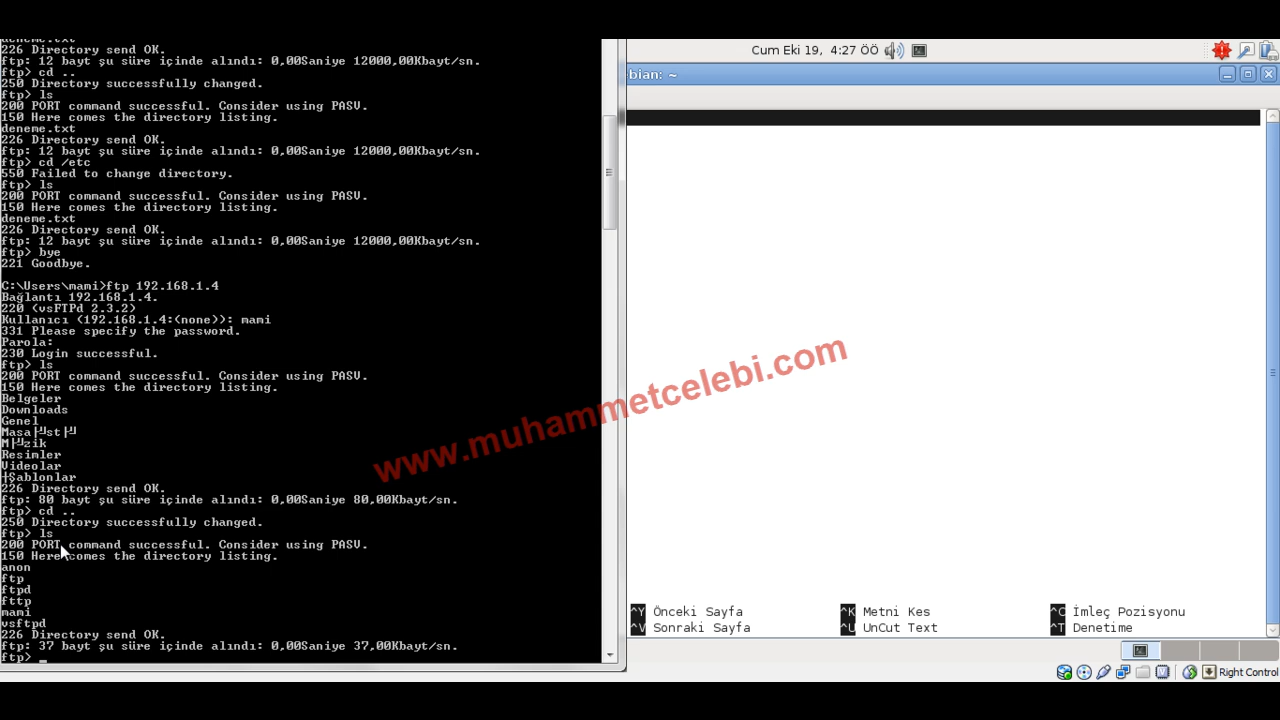 deneme.txt
226 Directory send OK.
ftp: 12 bayt şu süre içinde alındı: 0,00Saniye 12000,00Kbayt/sn.
ftp> cd ..
250 Directory successfully changed.
ftp> ls
200 PORT command successful. Consider using PASV.
150 Here comes the directory listing.
deneme.txt
226 Directory send OK.
ftp: 12 bayt şu süre içinde alındı: 0,00Saniye 12000,00Kbayt/sn.
ftp> cd /etc
550 Failed to change directory.
ftp> ls
200 PORT command successful. Consider using PASV.
150 Here comes the directory listing.
deneme.txt
226 Directory send OK.
ftp: 12 bayt şu süre içinde alındı: 0,00Saniye 12000,00Kbayt/sn.
ftp> bye
221 Goodbye.
C:\Users\mami>ftp 192.168.1.4
Bağlantı 192.168.1.4.
220 (vsFTPd 2.3.2)
Kullanıcı (192.168.1.4:(none)): mami
331 Please specify the password.
Parola:
230 Login successful.
ftp> ls
200 PORT command successful. Consider using PASV.
150 Here comes the directory listing.
Belgeler
Downloads
Genel
Masa├╝st├╝
M├╝zik
Resimler
Videolar
┼Şablonlar
226 Directory send OK.
ftp: 80 bayt şu süre içinde alındı: 0,00Saniye 80,00Kbayt/sn.
ftp> cd ..
250 Directory successfully changed.
ftp> ls
200 PORT command successful. Consider using PASV.
150 Here comes the directory listing.
anon
ftp
ftpd
fttp
mami
vsftpd
226 Directory send OK.
ftp: 37 bayt şu süre içinde alındı: 0,00Saniye 37,00Kbayt/sn.
ftp> _
Cum Eki 19, 4:27 ÖÖ
ebian: ~
^Y Önceki Sayfa ^K Metni Kes ^C İmleç Pozisyonu
^V Sonraki Sayfa ^U UnCut Text ^T Denetime
Right Control
www.muhammetcelebi.com